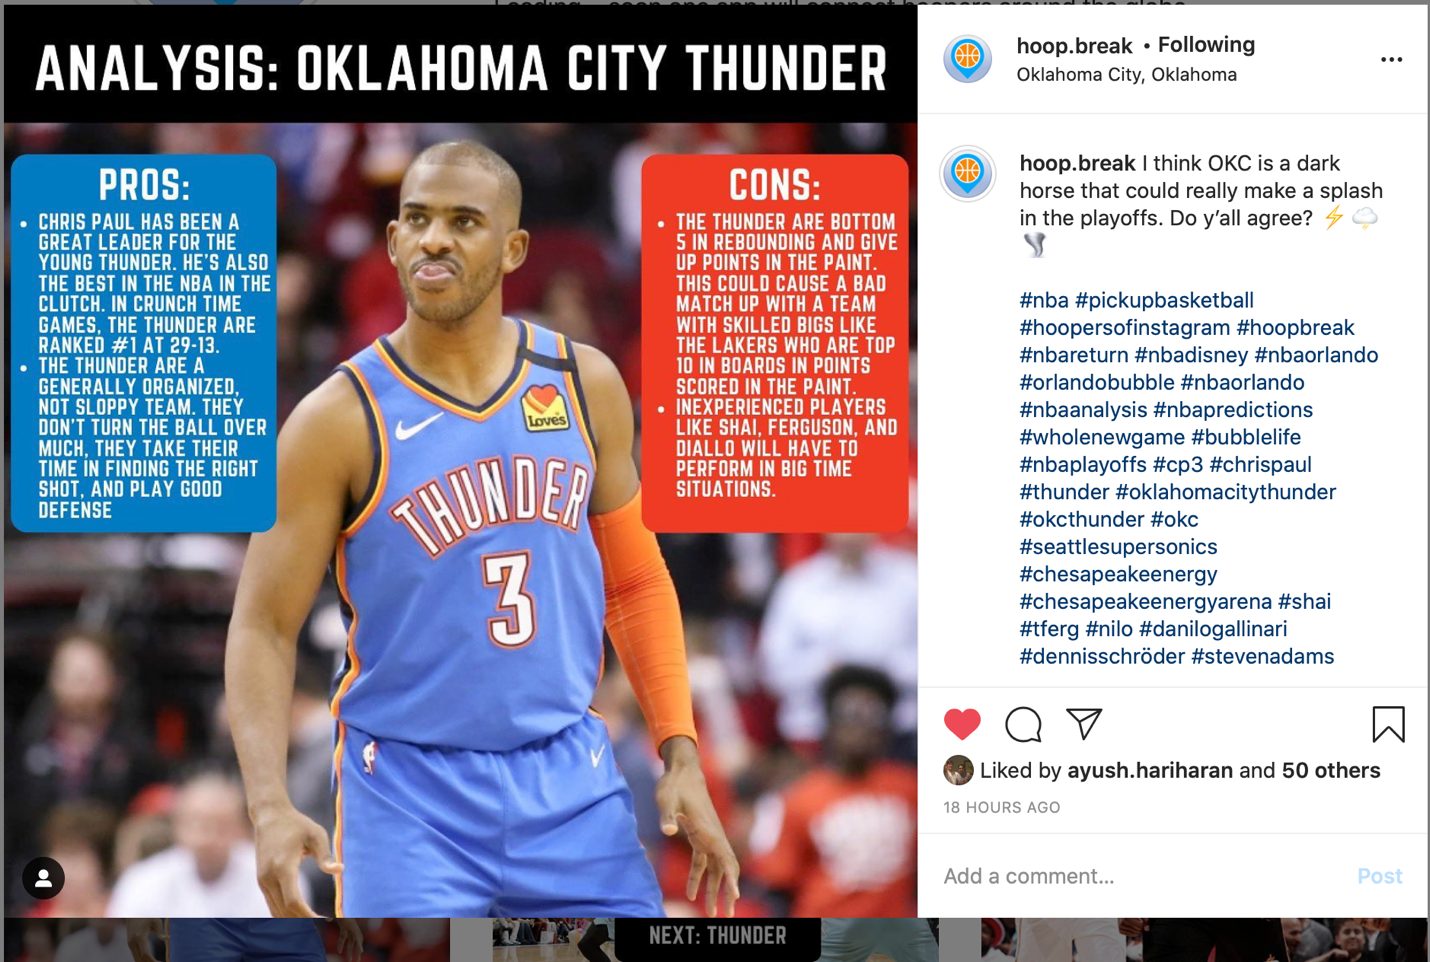 ANALYSIS: OKLAHOMA CITY THUNDER
PROS:
• CHRIS PAUL HAS BEEN A
GREAT LEADER FOR THE
YOUNG THUNDER. HE'S ALSO
THE BEST IN THE NBA IN THE
CLUTCH. IN CRUNCH TIME
GAMES, THE THUNDER ARE
RANKED #1 AT 29-13.
• THE THUNDER ARE A
GENERALLY ORGANIZED,
NOT SLOPPY TEAM. THEY
DON'T TURN THE BALL OVER
MUCH, THEY TAKE THEIR
TIME IN FINDING THE RIGHT
SHOT, AND PLAY GOOD
DEFENSE
CONS:
• THE THUNDER ARE BOTTOM
5 IN REBOUNDING AND GIVE
UP POINTS IN THE PAINT.
THIS COULD CAUSE A BAD
MATCH UP WITH A TEAM
WITH SKILLED BIGS LIKE
THE LAKERS WHO ARE TOP
10 IN BOARDS IN POINTS
SCORED IN THE PAINT.
• INEXPERIENCED PLAYERS
LIKE SHAI, FERGUSON, AND
DIALLO WILL HAVE TO
PERFORM IN BIG TIME
SITUATIONS.
Love's
THUNDER
3
NEXT: THUNDER
hoop.break • Following
Oklahoma City, Oklahoma
hoop.break I think OKC is a dark
horse that could really make a splash
in the playoffs. Do y'all agree? ⚡🌩
🌪
#nba #pickupbasketball
#hoopersofinstagram #hoopbreak
#nbareturn #nbadisney #nbaorlando
#orlandobubble #nbaorlando
#nbaanalysis #nbapredictions
#wholenewgame #bubblelife
#nbaplayoffs #cp3 #chrispaul
#thunder #oklahomacitythunder
#okcthunder #okc
#seattlesupersonics
#chesapeakeenergy
#chesapeakeenergyarena #shai
#tferg #nilo #danilogallinari
#dennisschröder #stevenadams
Liked by ayush.hariharan and 50 others
18 HOURS AGO
Add a comment...
Post